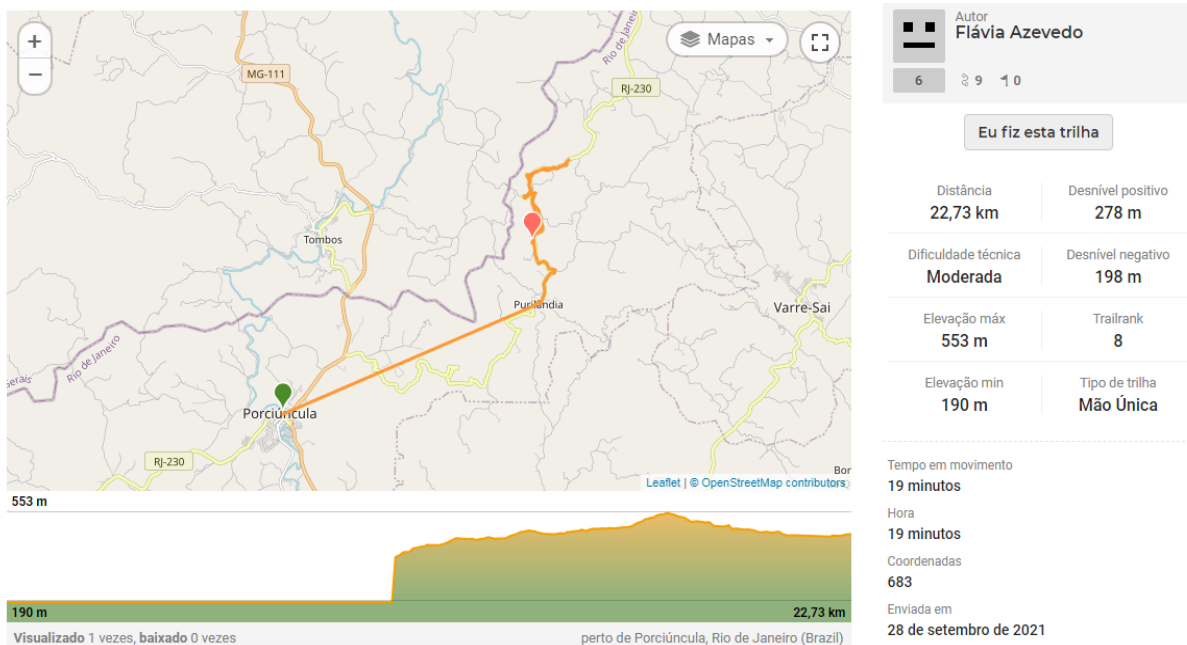 +
−
Mapas
MG-111
Rio de Janei
RJ-230
Tombos
Purilândia
Varre-Sai
Rio de Janeiro
Gerais
Porciúncula
RJ-230
Bor
Leaflet | © OpenStreetMap contributors
553 m
190 m
22,73 km
Visualizado 1 vezes, baixado 0 vezes
perto de Porciúncula, Rio de Janeiro (Brazil)
Autor
Flávia Azevedo
6 9 0
Eu fiz esta trilha
Distância Desnível positivo
22,73 km 278 m
Dificuldade técnica Desnível negativo
Moderada 198 m
Elevação máx Trailrank
553 m 8
Elevação min Tipo de trilha
190 m Mão Única
Tempo em movimento
19 minutos
Hora
19 minutos
Coordenadas
683
Enviada em
28 de setembro de 2021